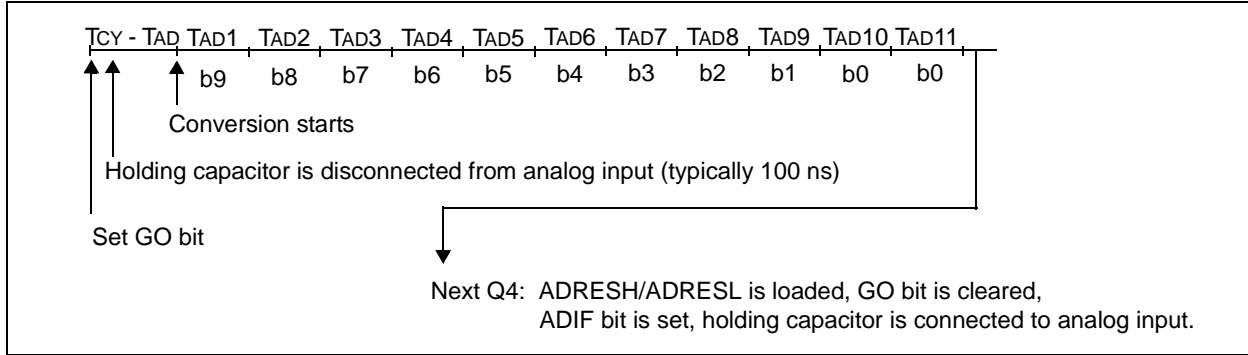 TCY - TAD TAD1 TAD2 TAD3 TAD4 TAD5 TAD6 TAD7 TAD8 TAD9 TAD10 TAD11
b9 b8 b7 b6 b5 b4 b3 b2 b1 b0 b0
Conversion starts
Holding capacitor is disconnected from analog input (typically 100 ns)
Set GO bit
Next Q4: ADRESH/ADRESL is loaded, GO bit is cleared,
ADIF bit is set, holding capacitor is connected to analog input.